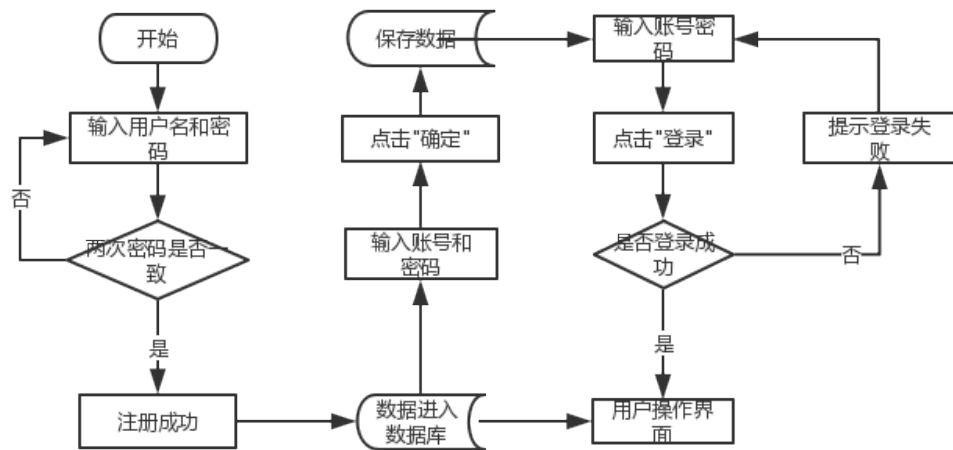 开始
输入用户名和密
码
否
两次密码是否一
致
是
注册成功
保存数据
点击"确定"
输入账号和
密码
数据进入
数据库
输入账号密
码
点击"登录"
是否登录成
功
是
用户操作界
面
提示登录失
败
否